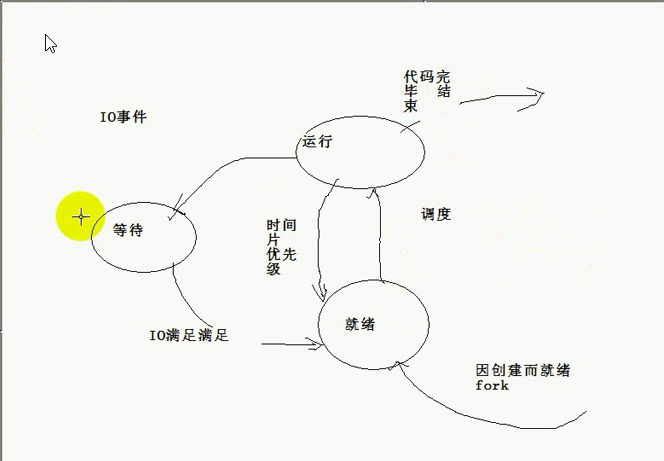 代码完
毕 结
束
IO事件
运行
等待
时间
片
优先
级
调度
就绪
IO满足满足
因创建而就绪
fork